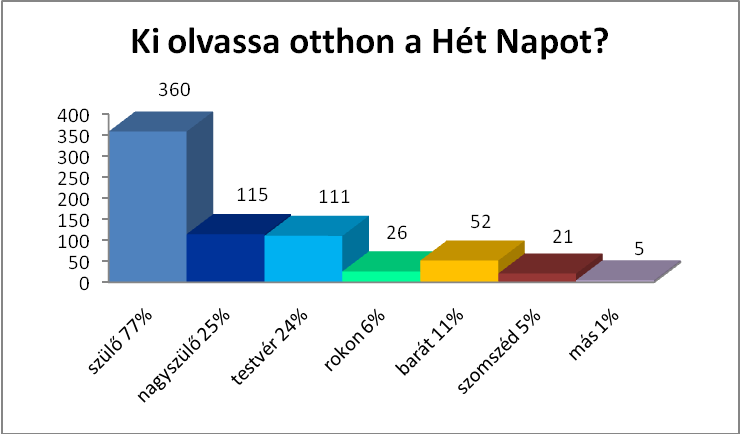 Ki olvassa otthon a Hét Napot?
360
400
350
300
250
200
150
100
50
0
115
111
26
52
21
5
szülő 77%
nagyszülő 25%
testvér 24%
rokon 6%
barát 11%
szomszéd 5%
más 1%